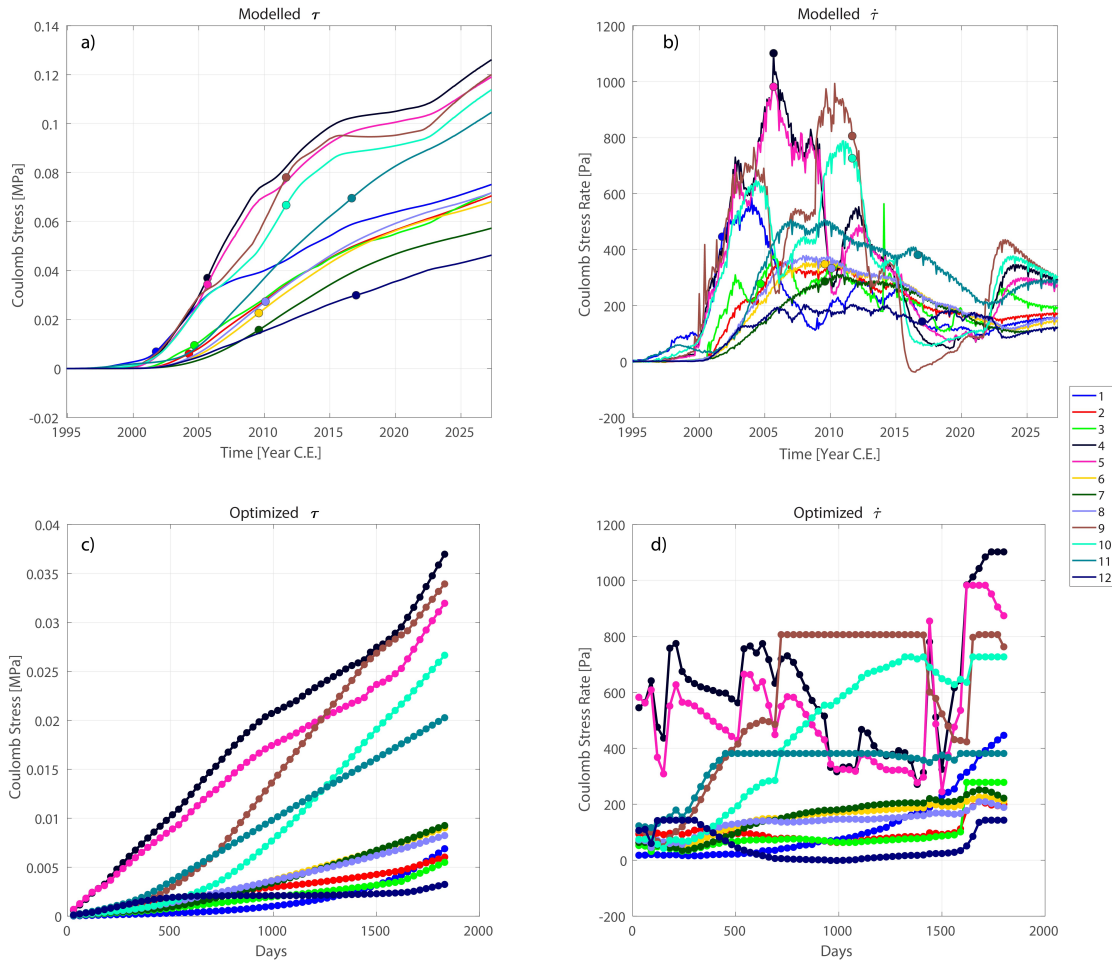 Modelled τ
a)
0.14
0.12
0.1
0.08
0.06
0.04
0.02
0
-0.02
Coulomb Stress [MPa]
1995 2000 2005 2010 2015 2020 2025
Time [Year C.E.]
Modelled τ̇
b)
1200
1000
800
600
400
200
0
-200
Coulomb Stress Rate [Pa]
1995 2000 2005 2010 2015 2020 2025
Time [Year C.E.]
1
2
3
4
5
6
7
8
9
10
11
12
Optimized τ
c)
0.04
0.035
0.03
0.025
0.02
0.015
0.01
0.005
0
Coulomb Stress [MPa]
0 500 1000 1500 2000
Days
Optimized τ̇
d)
1200
1000
800
600
400
200
0
-200
Coulomb Stress Rate [Pa]
0 500 1000 1500 2000
Days